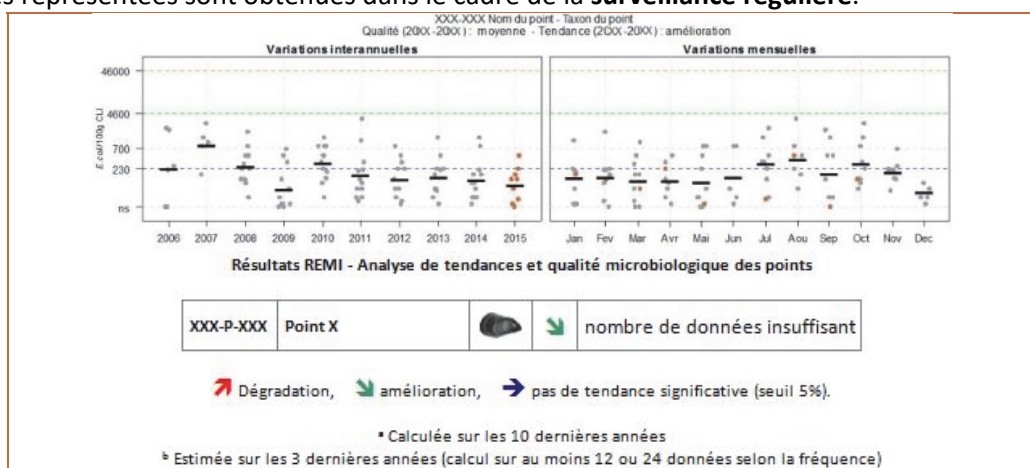 es représentées sont obtenues dans le cadre de la surveillance régulière.
XXX-XXX Nom du point - Taxon du point
Qualité (20XX-20XX) : moyenne - Tendance (20XX-20XX) : amélioration
Variations interannuelles
Variations mensuelles
E.coli/100g CLI
46000
4600
700
230
ns
2006 2007 2008 2009 2010 2011 2012 2013 2014 2015
Jan Fev Mar Avr Mai Jun Jul Aou Sep Oct Nov Dec
Résultats REMI - Analyse de tendances et qualité microbiologique des points
XXX-P-XXX Point X nombre de données insuffisant
Dégradation, amélioration, pas de tendance significative (seuil 5%).
a Calculée sur les 10 dernières années
b Estimée sur les 3 dernières années (calcul sur au moins 12 ou 24 données selon la fréquence)